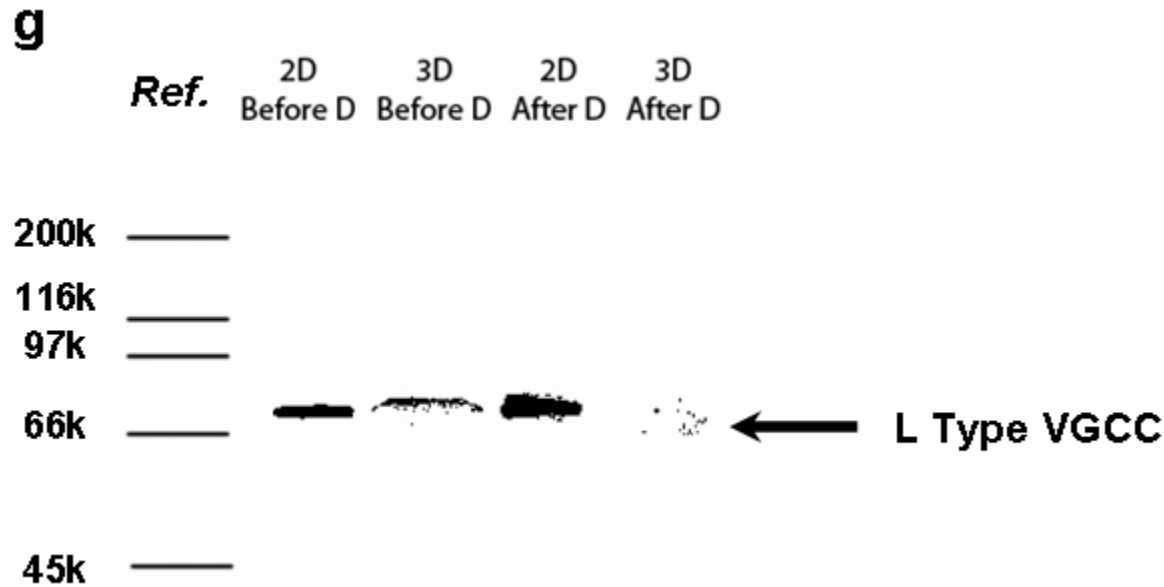 g
Ref.
2D
Before D
3D
Before D
2D
After D
3D
After D
200k
116k
97k
66k
L Type VGCC
45k